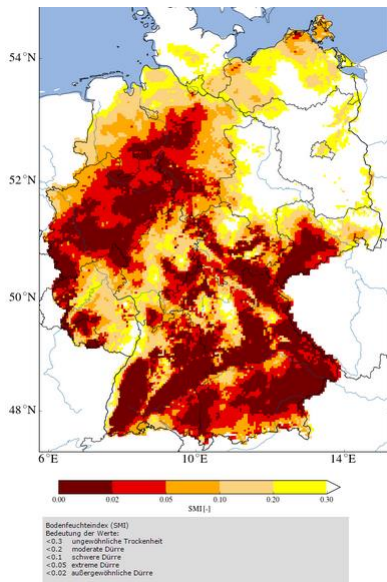 54°N
52°N
50°N
48°N
6°E 10°E 14°E
0.00 0.02 0.05 0.10 0.20 0.30
SMI [-]
Bodenfeuchteindex (SMI)
Bedeutung der Werte:
<0.3 ungewöhnliche Trockenheit
<0.2 moderate Dürre
<0.1 schwere Dürre
<0.05 extreme Dürre
<0.02 außergewöhnliche Dürre